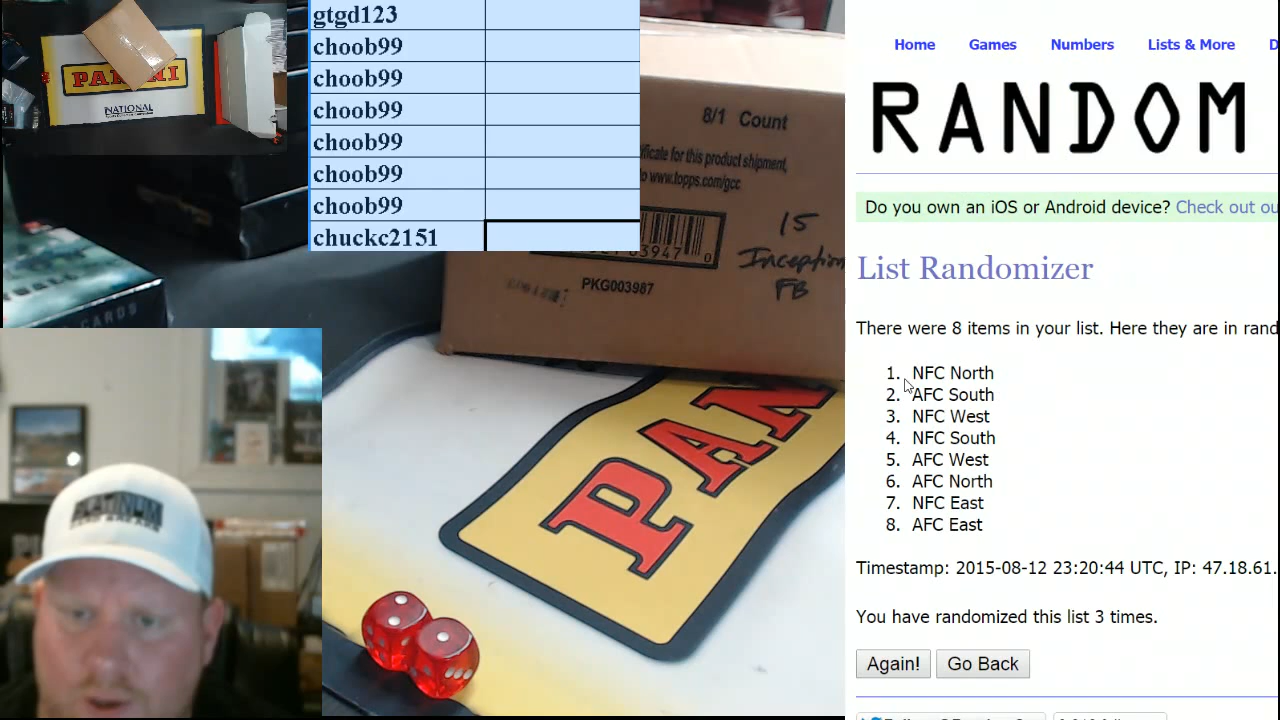 PANINI
NATIONAL
gtgd123
choob99
choob99
choob99
choob99
choob99
choob99
chuckc2151
8/1 Count
ificate for this product shipment,
to www.topps.com/gcc
03947 0
PKG003987
15
Inception
FB
CARDS
PAN
PLATINUM
Home Games Numbers Lists & More D
RANDOM
Do you own an iOS or Android device? Check out ou
List Randomizer
There were 8 items in your list. Here they are in rand
1. NFC North
2. AFC South
3. NFC West
4. NFC South
5. AFC West
6. AFC North
7. NFC East
8. AFC East
Timestamp: 2015-08-12 23:20:44 UTC, IP: 47.18.61.
You have randomized this list 3 times.
Again! Go Back